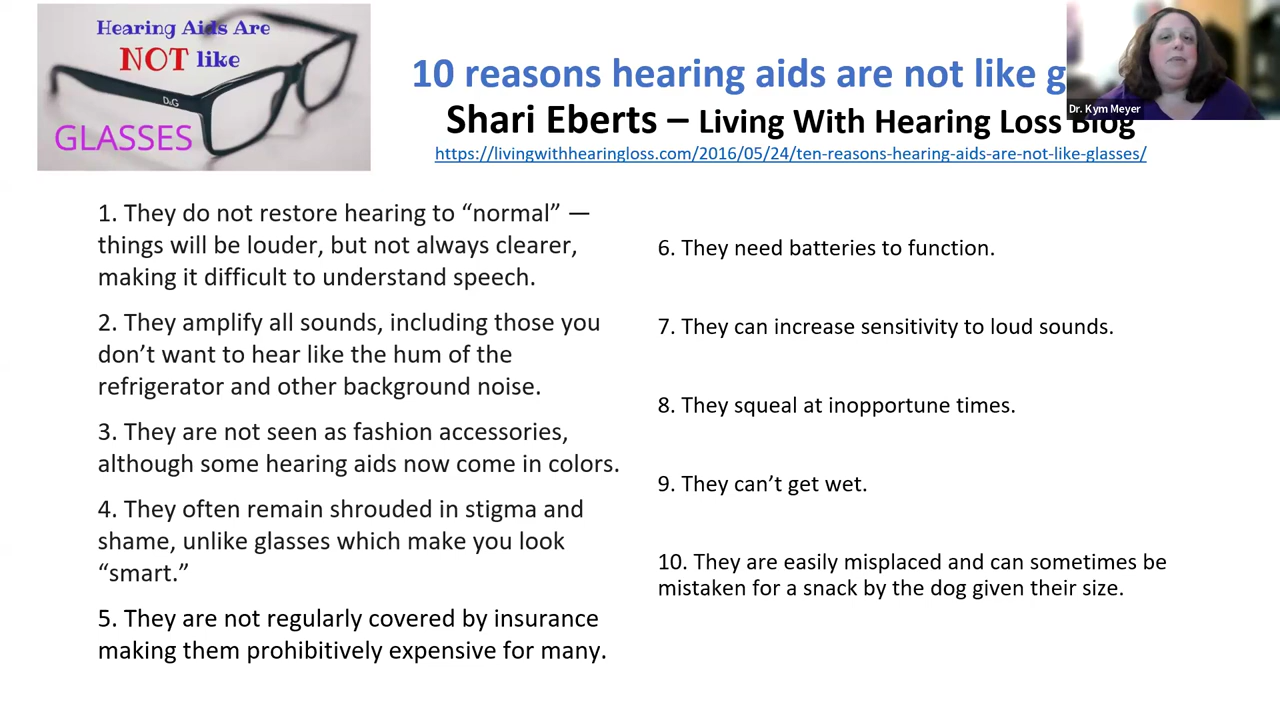 Hearing Aids Are
NOT like
D&G
GLASSES
10 reasons hearing aids are not like
Shari Eberts – Living With Hearing Loss Blog
https://livingwithhearingloss.com/2016/05/24/ten-reasons-hearing-aids-are-not-like-glasses/
Dr. Kym Meyer
1. They do not restore hearing to “normal” —
things will be louder, but not always clearer,
making it difficult to understand speech.
2. They amplify all sounds, including those you
don’t want to hear like the hum of the
refrigerator and other background noise.
3. They are not seen as fashion accessories,
although some hearing aids now come in colors.
4. They often remain shrouded in stigma and
shame, unlike glasses which make you look
“smart.”
5. They are not regularly covered by insurance
making them prohibitively expensive for many.
6. They need batteries to function.
7. They can increase sensitivity to loud sounds.
8. They squeal at inopportune times.
9. They can’t get wet.
10. They are easily misplaced and can sometimes be
mistaken for a snack by the dog given their size.